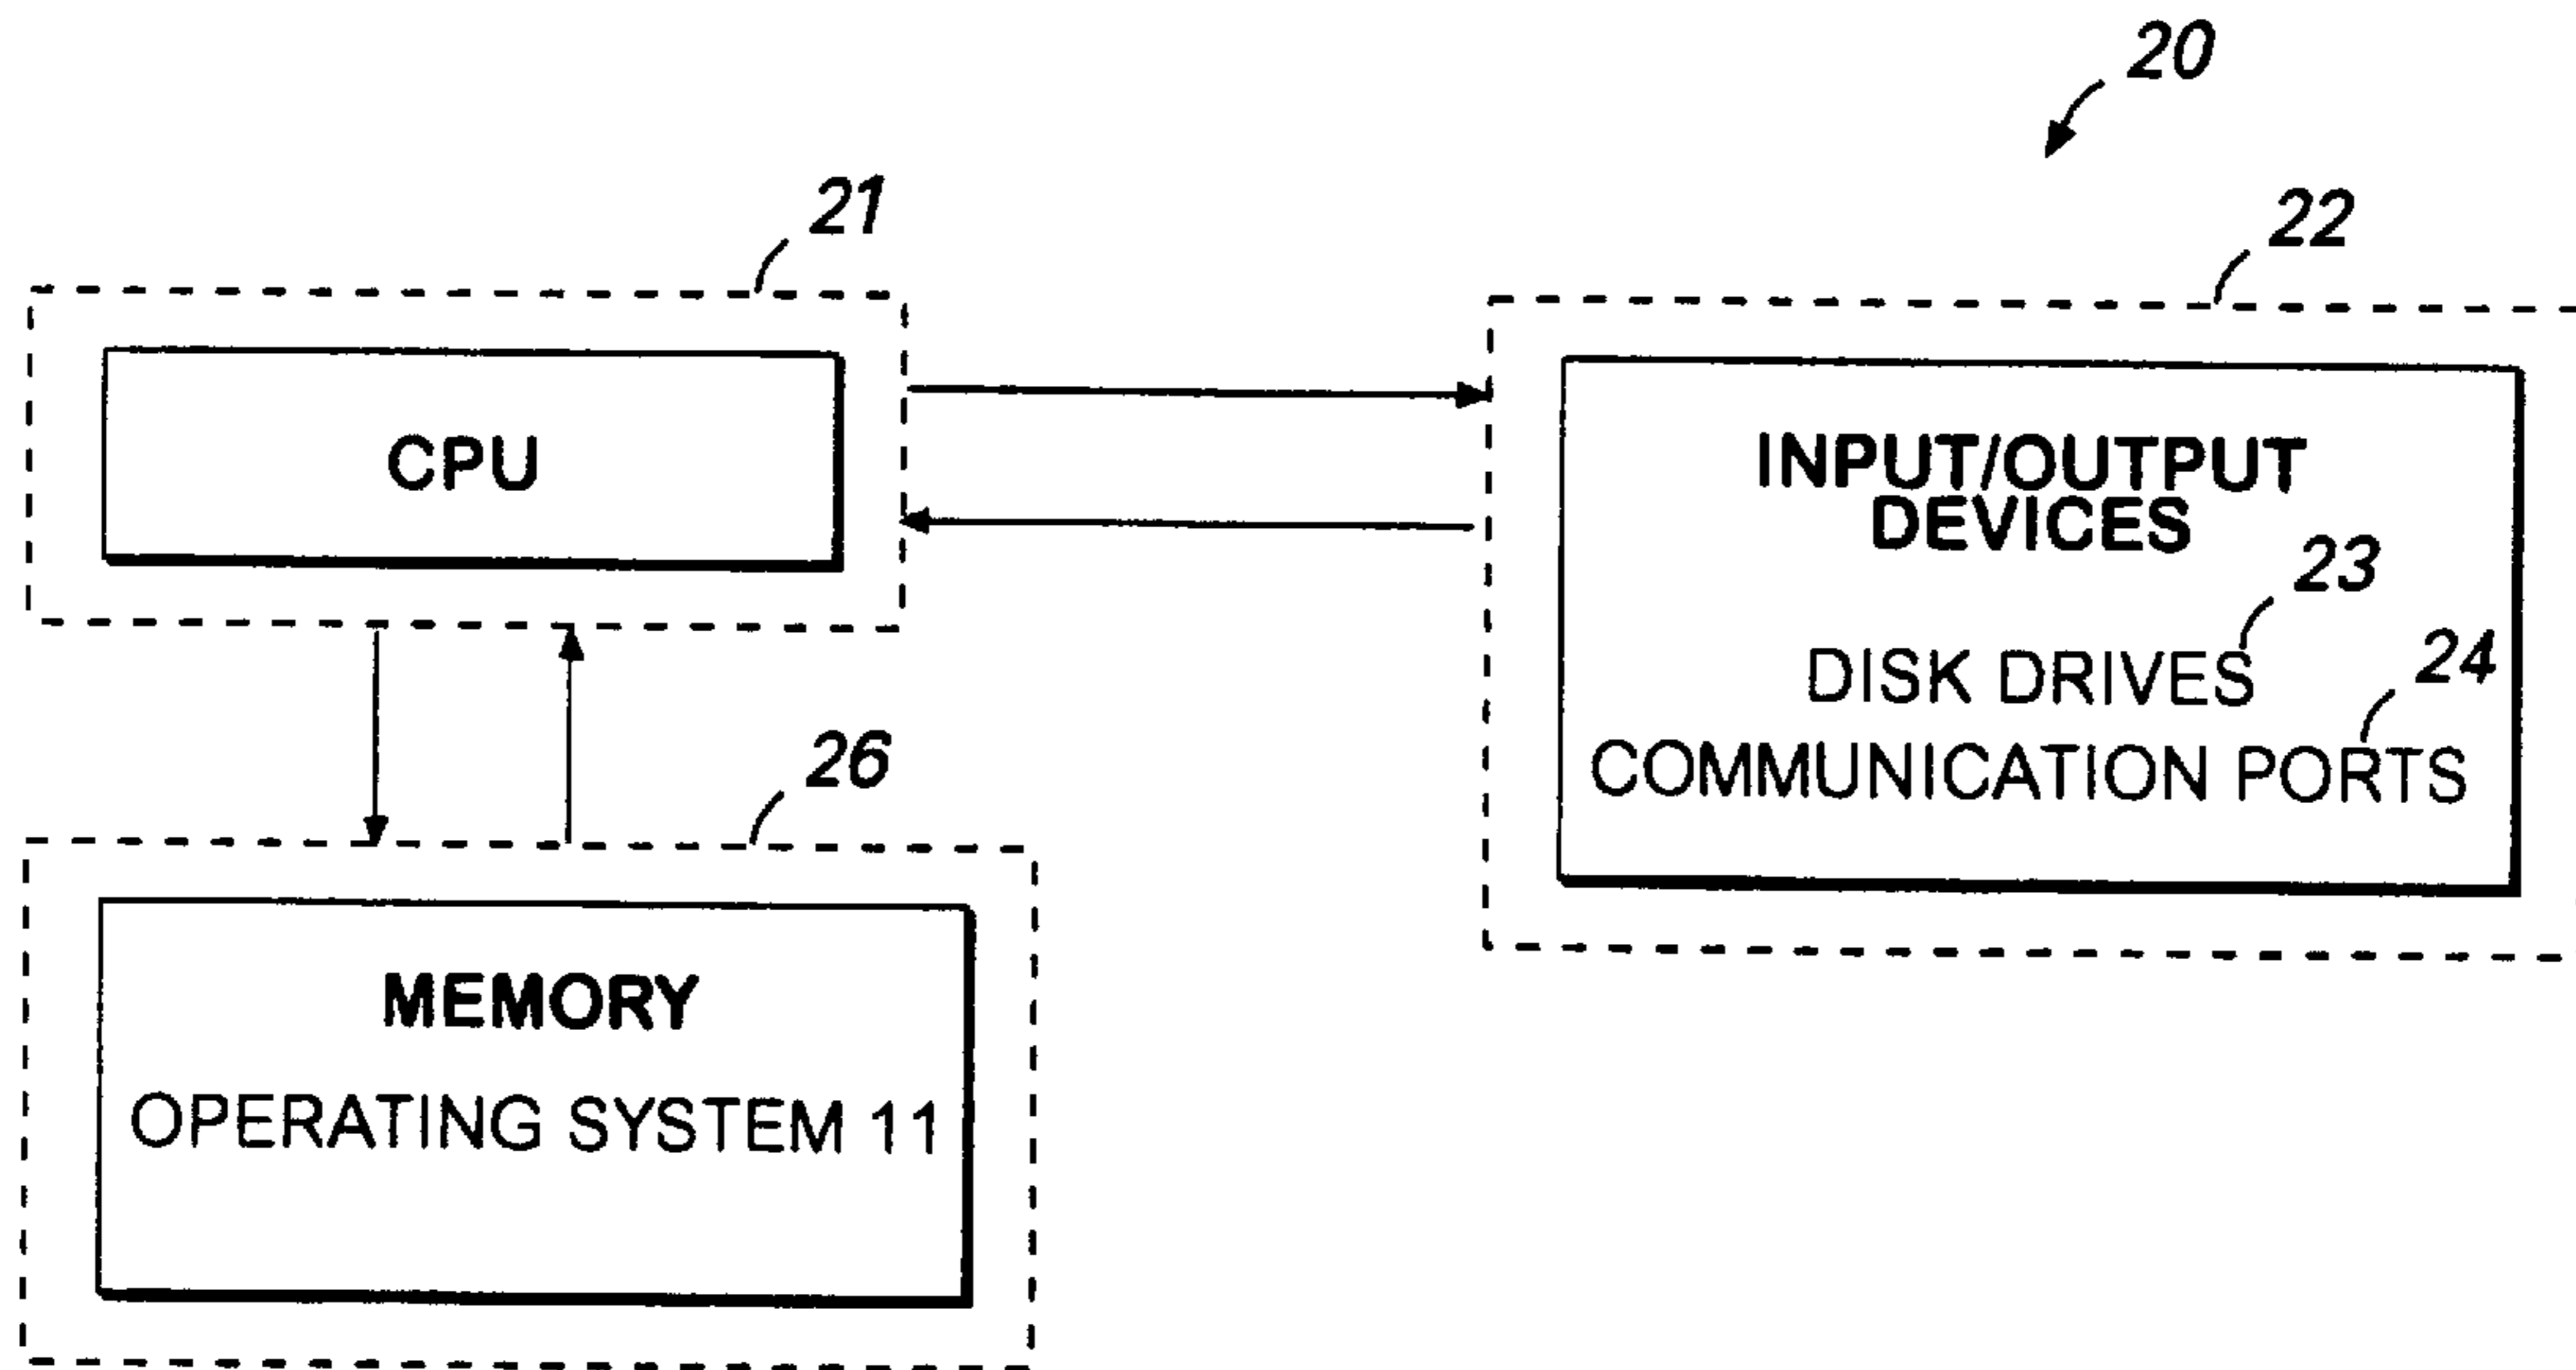 20
21
22
CPU
INPUT/OUTPUT
DEVICES
23
DISK DRIVES
24
COMMUNICATION PORTS
26
MEMORY
OPERATING SYSTEM 11